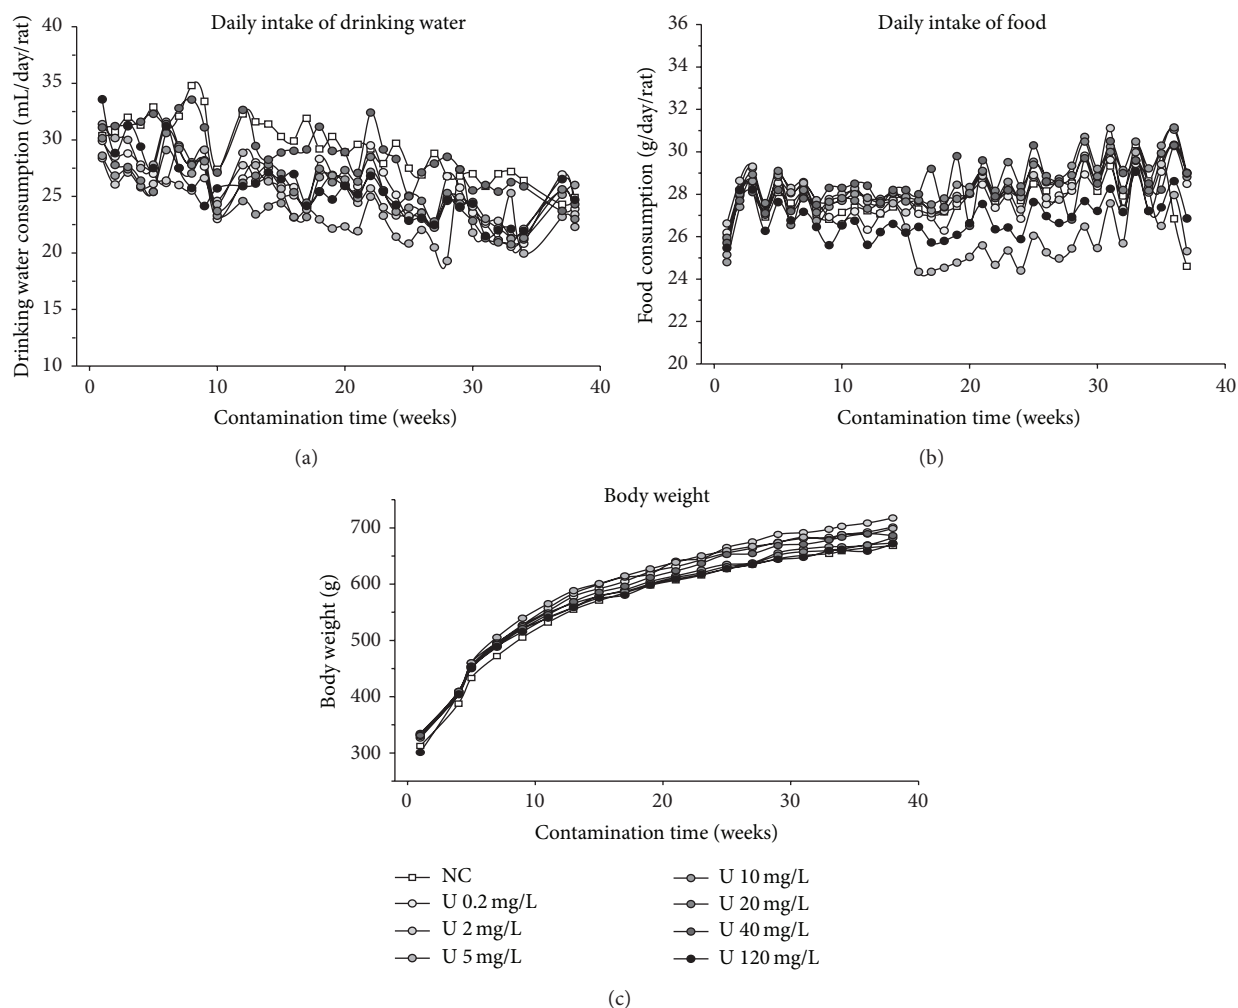 Daily intake of drinking water
Drinking water consumption (mL/day/rat)
40
35
30
25
20
15
10
0 10 20 30 40
Contamination time (weeks)
(a)
Daily intake of food
Food consumption (g/day/rat)
36
34
32
30
28
26
24
22
20
0 10 20 30 40
Contamination time (weeks)
(b)
Body weight
Body weight (g)
700
600
500
400
300
0 10 20 30 40
Contamination time (weeks)
NC
U 0.2 mg/L
U 2 mg/L
U 5 mg/L
U 10 mg/L
U 20 mg/L
U 40 mg/L
U 120 mg/L
(c)